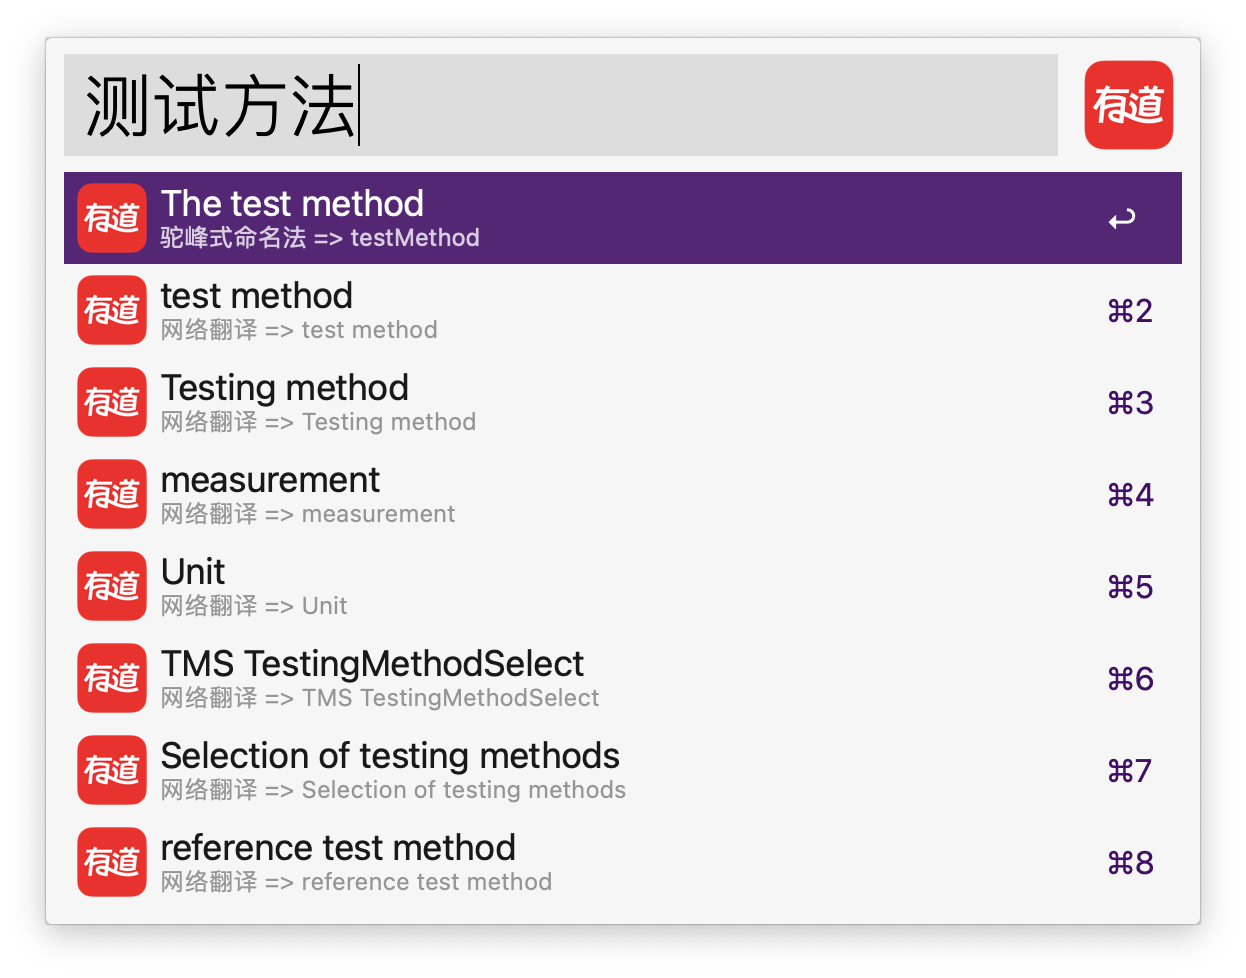 测试方法
有道
有道
The test method
驼峰式命名法 => testMethod
↩
有道
test method
网络翻译 => test method
⌘2
有道
Testing method
网络翻译 => Testing method
⌘3
有道
measurement
网络翻译 => measurement
⌘4
有道
Unit
网络翻译 => Unit
⌘5
有道
TMS TestingMethodSelect
网络翻译 => TMS TestingMethodSelect
⌘6
有道
Selection of testing methods
网络翻译 => Selection of testing methods
⌘7
有道
reference test method
网络翻译 => reference test method
⌘8